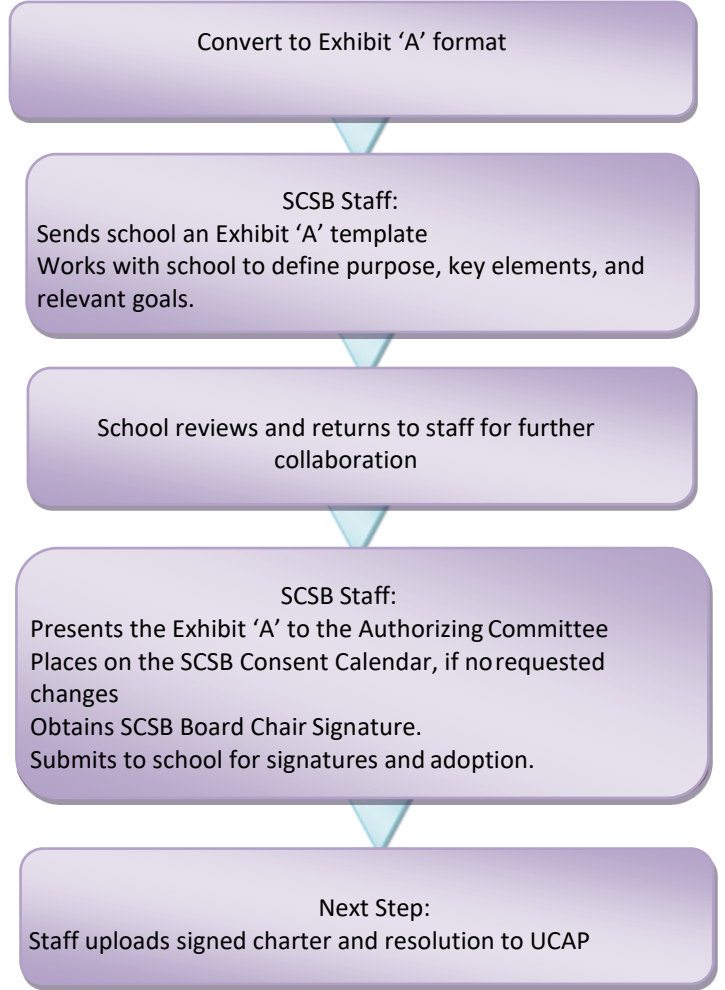 Convert to Exhibit ‘A’ format
SCSB Staff:
Sends school an Exhibit ‘A’ template
Works with school to define purpose, key elements, and
relevant goals.
School reviews and returns to staff for further
collaboration
SCSB Staff:
Presents the Exhibit ‘A’ to the Authorizing Committee
Places on the SCSB Consent Calendar, if no requested
changes
Obtains SCSB Board Chair Signature.
Submits to school for signatures and adoption.
Next Step:
Staff uploads signed charter and resolution to UCAP